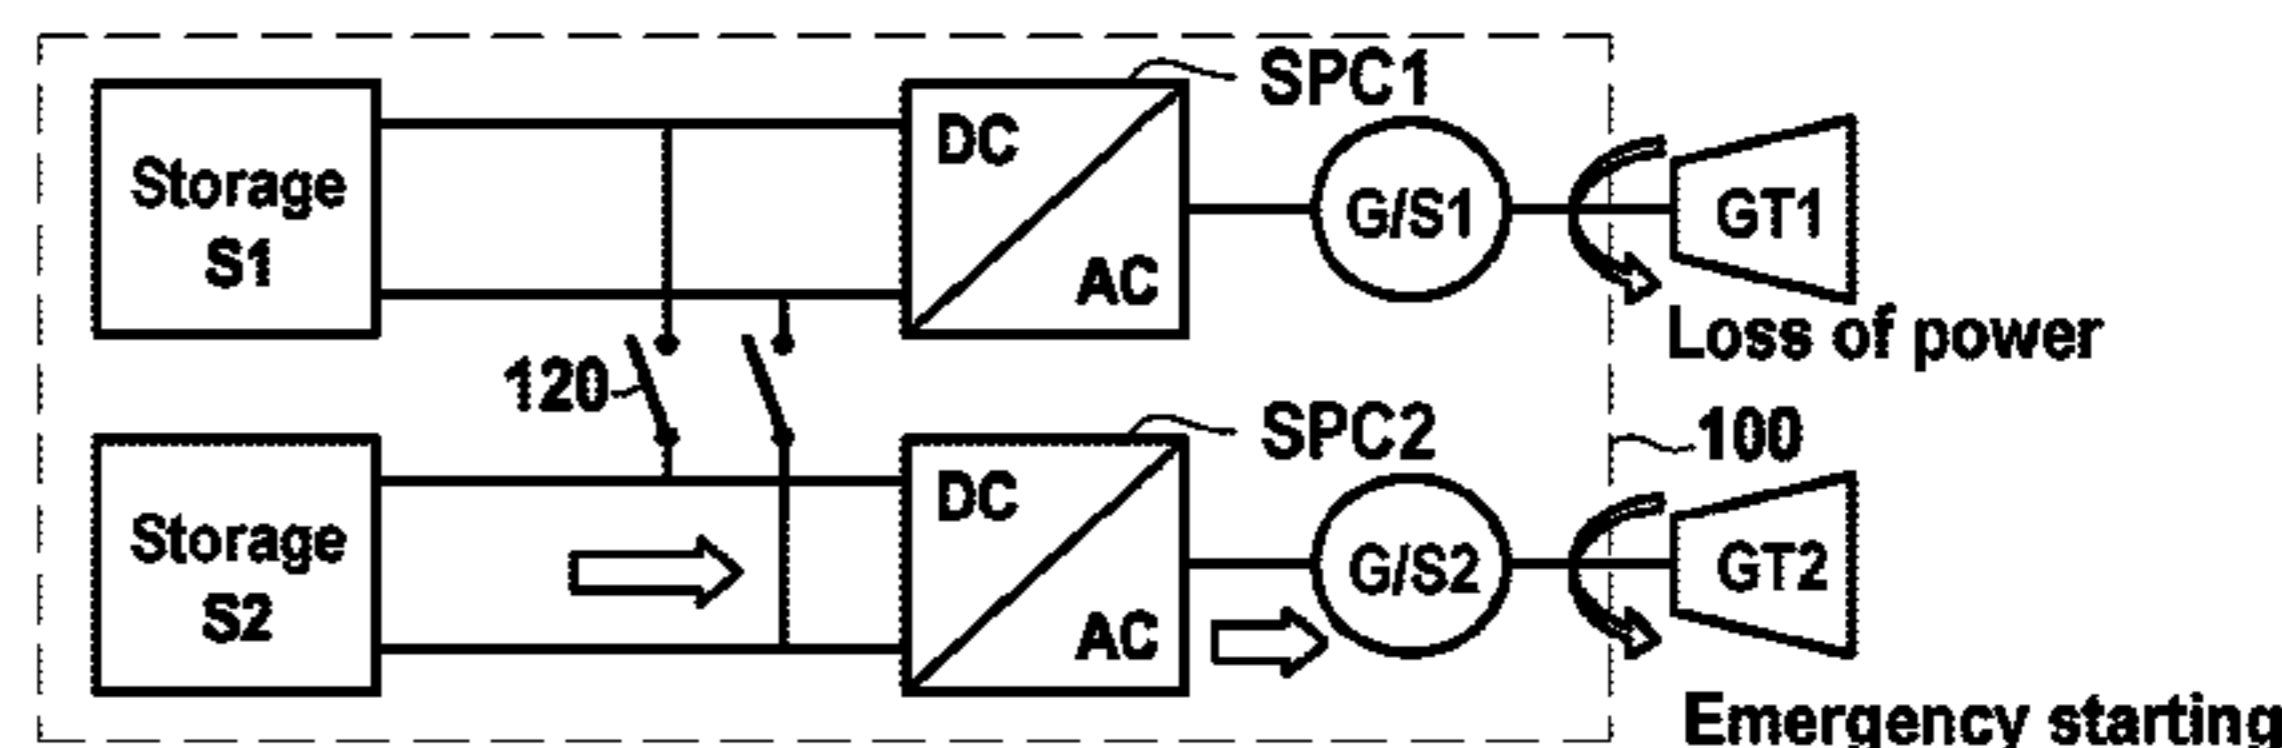 SPC1
DC
Storage
S1
G/S1
GT1
AC
Loss of power
120
SPC2
100
DC
Storage
S2
G/S2
GT2
AC
Emergency starting